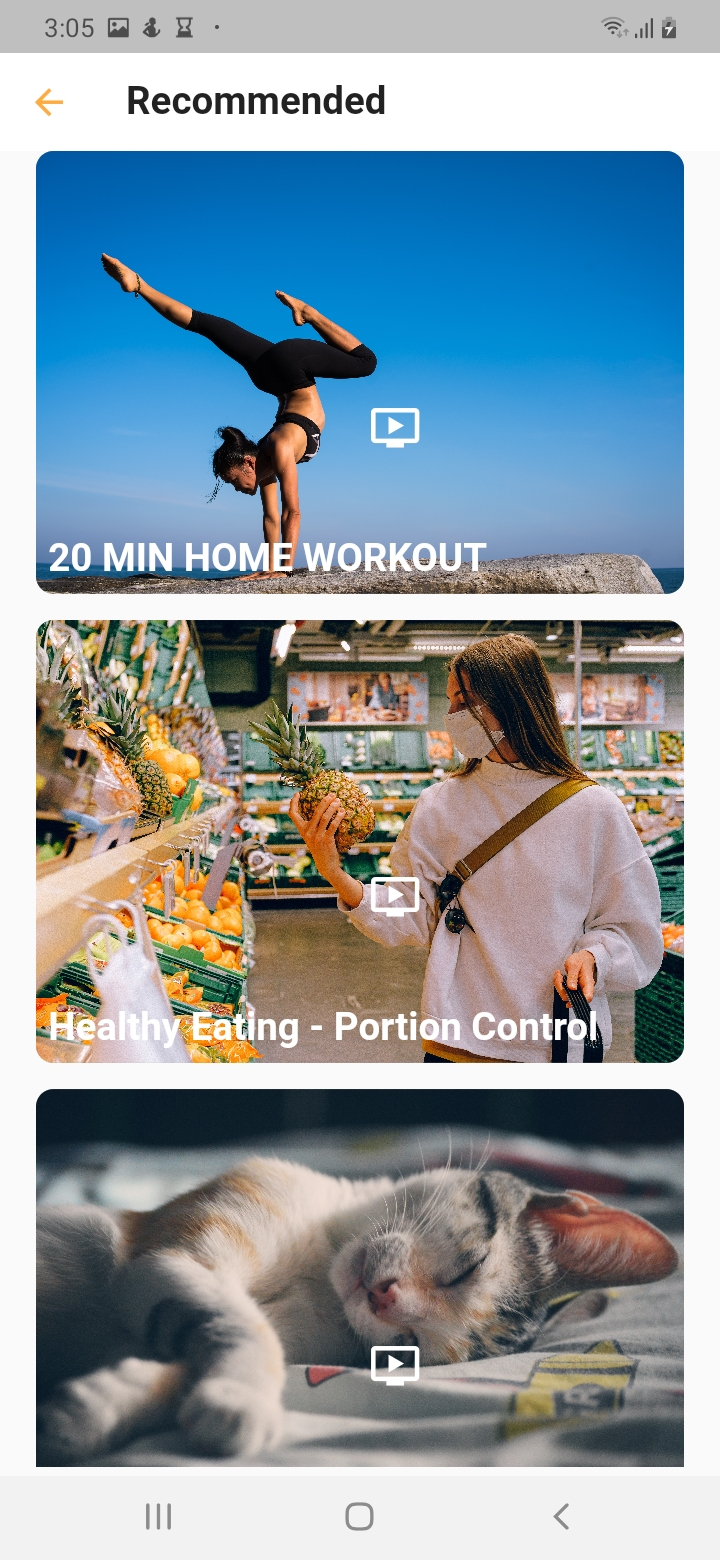 3:05
Recommended
20 MIN HOME WORKOUT
Healthy Eating - Portion Control